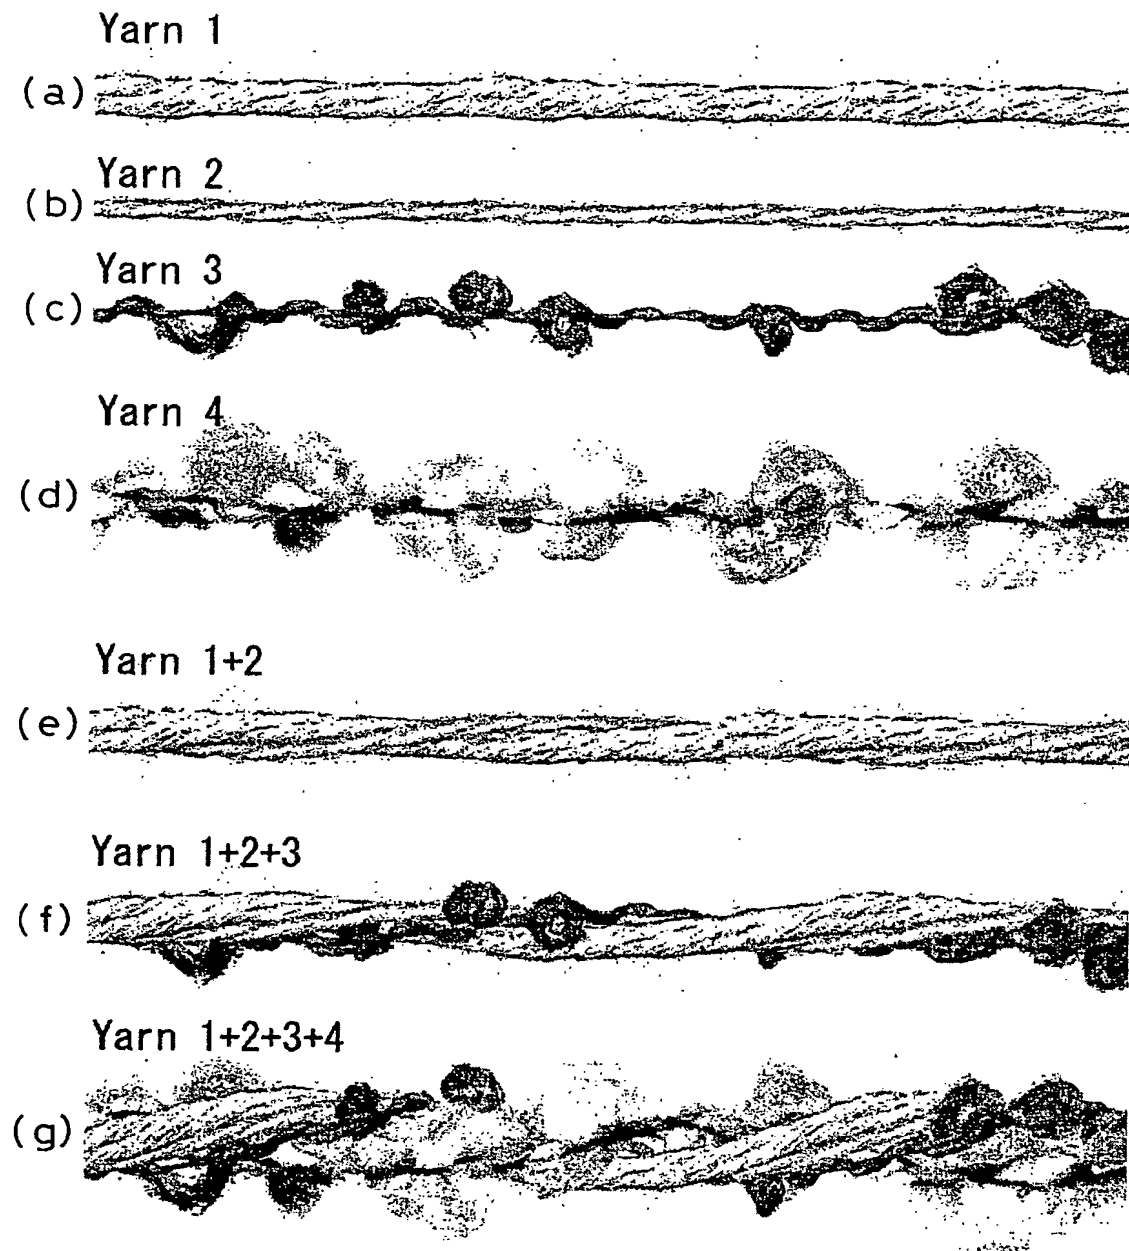 Yarn 1
(a)
Yarn 2
(b)
Yarn 3
(c)
Yarn 4
(d)
Yarn 1+2
(e)
Yarn 1+2+3
(f)
Yarn 1+2+3+4
(g)